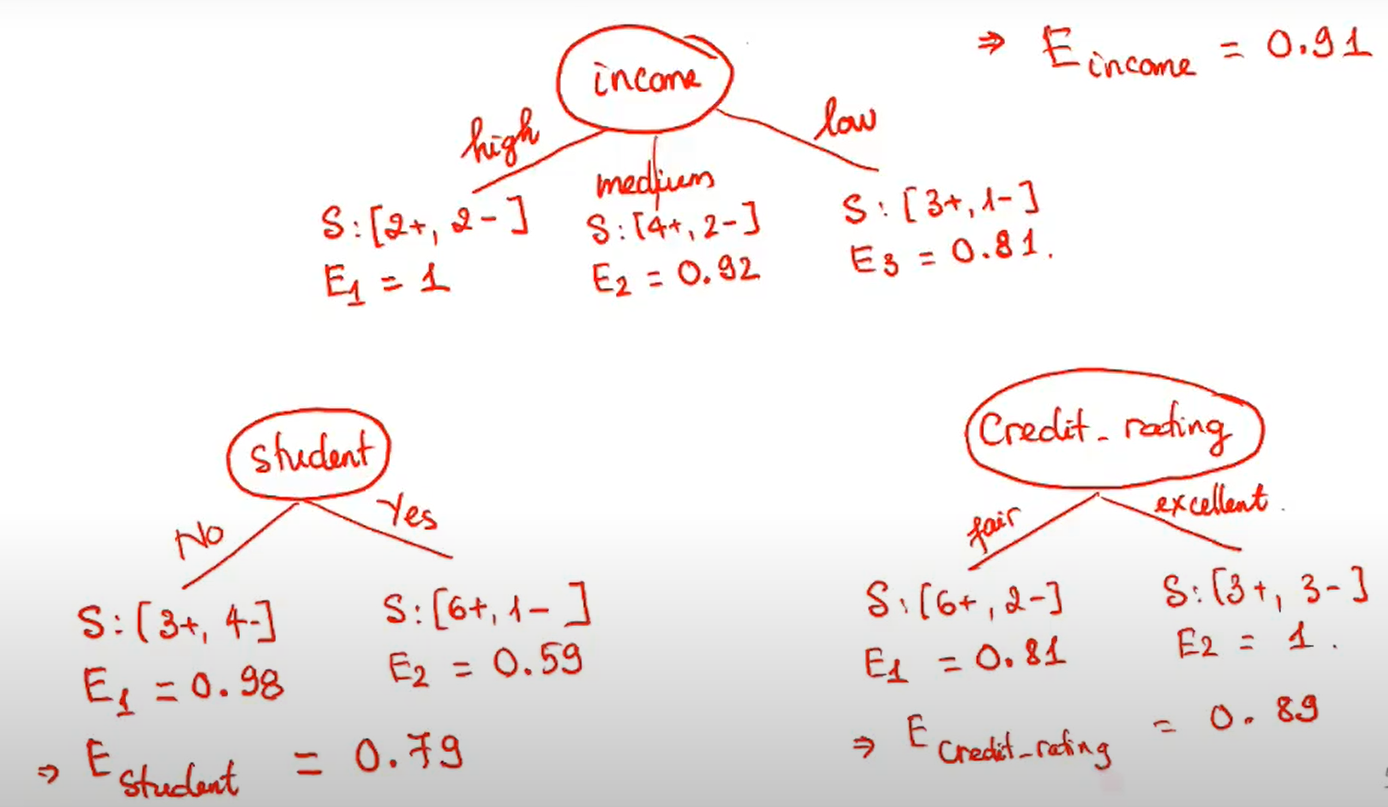 income
⇒ E income = 0.91
high
medium
low
S: [2+, 2-]
S: [4+, 2-]
S: [3+, 1-]
E1 = 1
E2 = 0.92
E3 = 0.81.
Student
No
Yes
S: [3+, 4-]
S: [6+, 1-]
E1 = 0.98
E2 = 0.59
⇒ E Student = 0.79
Credit_rating
fair
excellent.
S: [6+, 2-]
S: [3+, 3-]
E1 = 0.81
E2 = 1.
⇒ E Credit_rating = 0.89